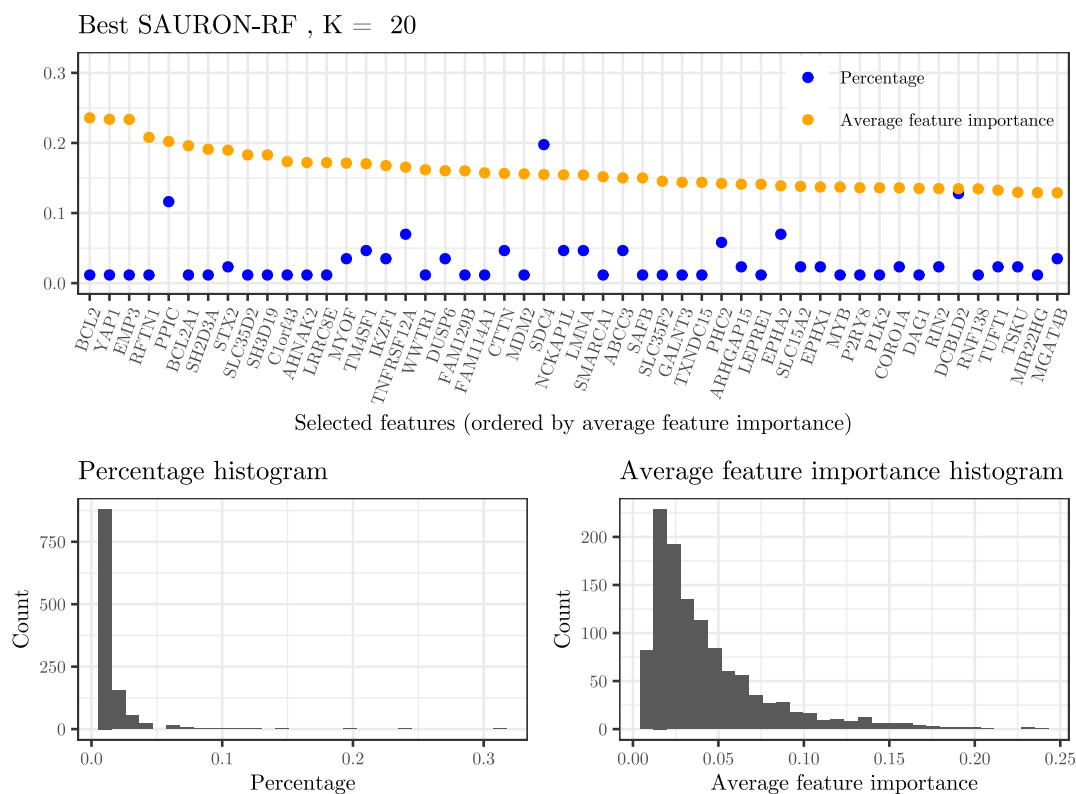 Best SAURON-RF , K = 20
0.3
0.2
0.1
0.0
Percentage
Average feature importance
BCL2
YAP1
EMP3
RFTN1
PPIC
BCL2A1
SH2D3A
STX2
SLC35D2
SH3D19
C1orf43
AHNAK2
LRRC8E
MYOF
TM4SF1
IKZF1
TNFRSF12A
WWTR1
DUSP6
FAM129B
FAM114A1
CTTN
MDM2
SDC4
NCKAP1L
LMNA
SMARCA1
ABCC3
SAFB
SLC35F2
GALNT3
TXNDC15
PHC2
ARHGAP15
LEPRE1
EPHA2
SLC15A2
EPHX1
MYB
P2RY8
PLK2
CORO1A
DAG1
RIN2
DCBLD2
RNF138
TUFT1
TSKU
MIR22HG
MGAT4B
Selected features (ordered by average feature importance)
Percentage histogram
Count
750
500
250
0
0.0 0.1 0.2 0.3
Percentage
Average feature importance histogram
Count
200
150
100
50
0
0.00 0.05 0.10 0.15 0.20 0.25
Average feature importance